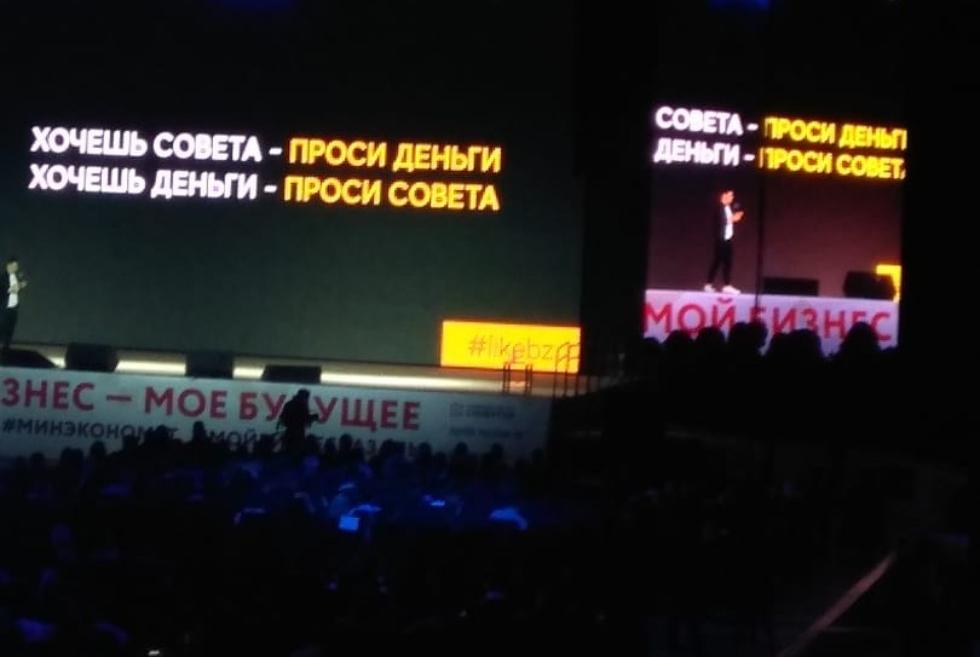 ХОЧЕШЬ СОВЕТА - ПРОСИ ДЕНЬГИ
ХОЧЕШЬ ДЕНЬГИ - ПРОСИ СОВЕТА
#likebz
СОВЕТА - ПРОСИ ДЕНЬГИ
ДЕНЬГИ - ПРОСИ СОВЕТ
МОЙ БИЗНЕС
ЗНЕС — МОЕ БУДУЩЕЕ